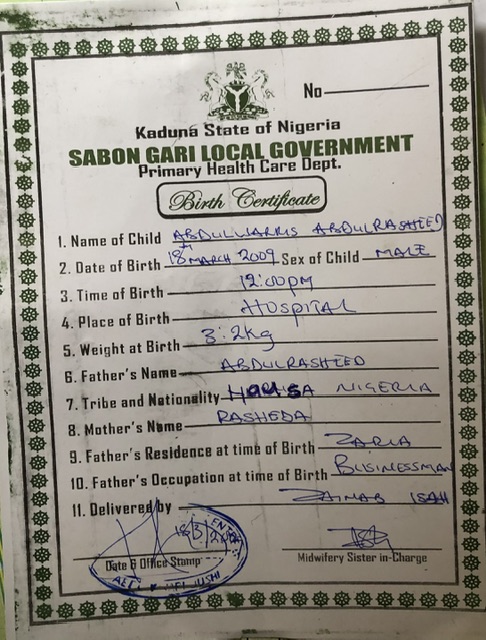 No
Kaduna State of Nigeria
SABON GARI LOCAL GOVERNMENT
Primary Health Care Dept.
Birth Certificate
1. Name of Child ABDULWARRIS ABDULRASHEED
2. Date of Birth 18th MARCH 2009 Sex of Child MALE
3. Time of Birth 12:00pm
4. Place of Birth HOSPITAL
5. Weight at Birth 3:2kg
6. Father's Name ABDULRASHEED
7. Tribe and Nationality HAUSA NIGERIA
8. Mother's Name RASHEDA
9. Father's Residence at time of Birth ZARIA
10. Father's Occupation at time of Birth BUSINESSMAN
11. Delivered by ZAINAB ISAH
Date & Office Stamp
Midwifery Sister in-Charge